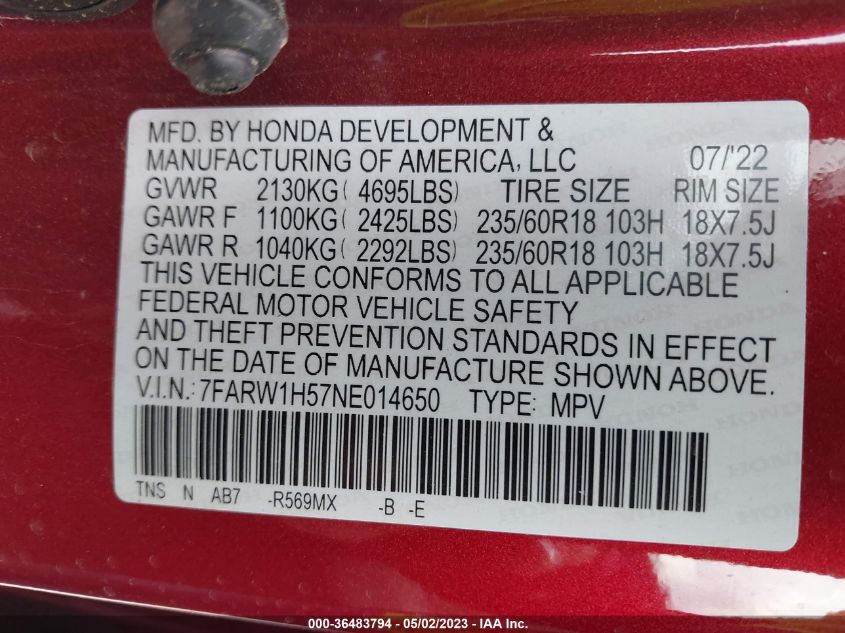 MFD. BY HONDA DEVELOPMENT &
MANUFACTURING OF AMERICA, LLC 07/'22
GVWR 2130KG( 4695LBS) TIRE SIZE RIM SIZE
GAWR F 1100KG( 2425LBS) 235/60R18 103H 18X7.5J
GAWR R 1040KG( 2292LBS) 235/60R18 103H 18X7.5J
THIS VEHICLE CONFORMS TO ALL APPLICABLE
FEDERAL MOTOR VEHICLE SAFETY
AND THEFT PREVENTION STANDARDS IN EFFECT
ON THE DATE OF MANUFACTURE SHOWN ABOVE.
V.I.N.: 7FARW1H57NE014650 TYPE: MPV
TNS N AB7 -R569MX -B -E
000-36483794 - 05/02/2023 - IAAI Inc.